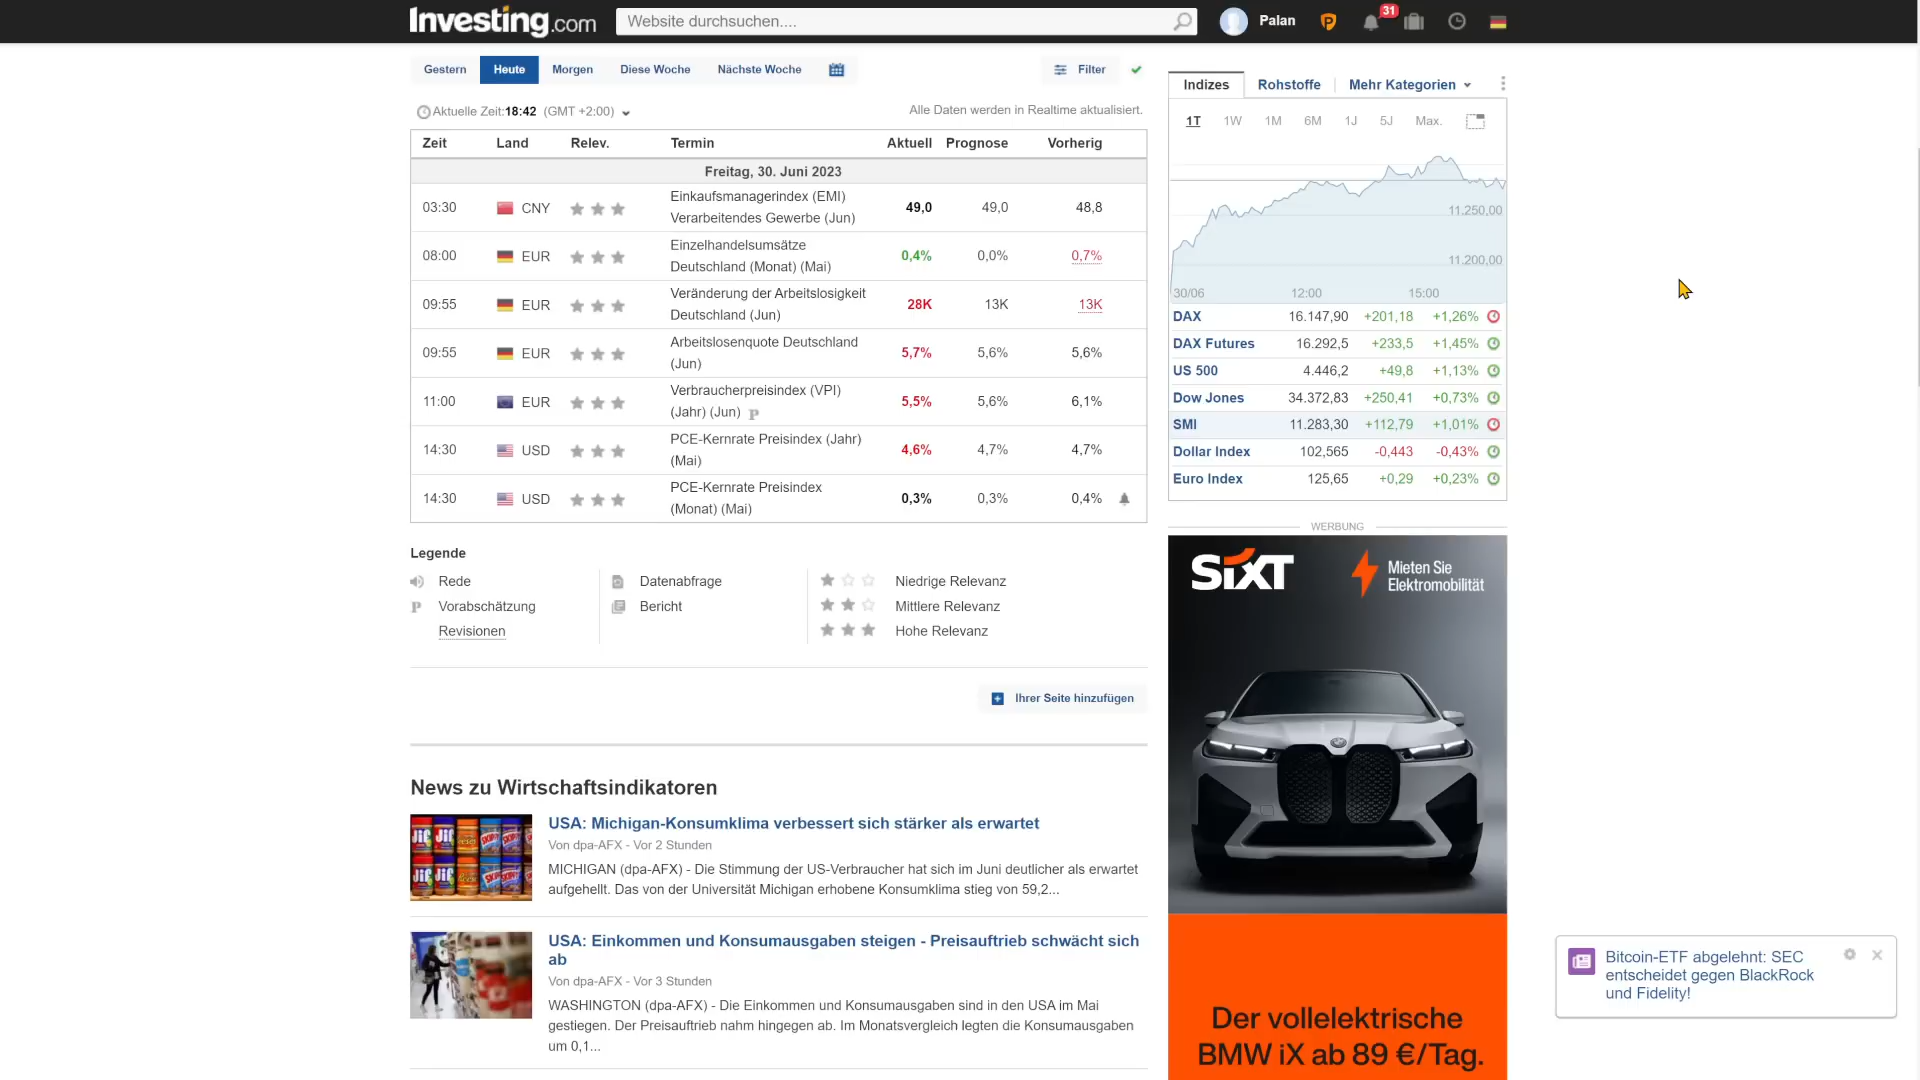 Investing.com
Website durchsuchen....
Palan
31
Gestern
Heute
Morgen
Diese Woche
Nächste Woche
Filter
Aktuelle Zeit:18:42 (GMT +2:00)
Alle Daten werden in Realtime aktualisiert.
Zeit Land Relev. Termin Aktuell Prognose Vorherig
Freitag, 30. Juni 2023
03:30 CNY Einkaufsmanagerindex (EMI) 49,0 49,0 48,8
Verarbeitendes Gewerbe (Jun)
08:00 EUR Einzelhandelsumsätze 0,4% 0,0% 0,7%
Deutschland (Monat) (Mai)
09:55 EUR Veränderung der Arbeitslosigkeit 28K 13K 13K
Deutschland (Jun)
09:55 EUR Arbeitslosenquote Deutschland 5,7% 5,6% 5,6%
(Jun)
11:00 EUR Verbraucherpreisindex (VPI) 5,5% 5,6% 6,1%
(Jahr) (Jun) P
14:30 USD PCE-Kernrate Preisindex (Jahr) 4,6% 4,7% 4,7%
(Mai)
14:30 USD PCE-Kernrate Preisindex 0,3% 0,3% 0,4%
(Monat) (Mai)
Legende
Rede
P Vorabschätzung
Revisionen
Datenabfrage
Bericht
Niedrige Relevanz
Mittlere Relevanz
Hohe Relevanz
Ihrer Seite hinzufügen
News zu Wirtschaftsindikatoren
USA: Michigan-Konsumklima verbessert sich stärker als erwartet
Von dpa-AFX - Vor 2 Stunden
MICHIGAN (dpa-AFX) - Die Stimmung der US-Verbraucher hat sich im Juni deutlicher als erwartet
aufgehellt. Das von der Universität Michigan erhobene Konsumklima stieg von 59,2...
USA: Einkommen und Konsumausgaben steigen - Preisauftrieb schwächt sich
ab
Von dpa-AFX - Vor 3 Stunden
WASHINGTON (dpa-AFX) - Die Einkommen und Konsumausgaben sind in den USA im Mai
gestiegen. Der Preisauftrieb nahm hingegen ab. Im Monatsvergleich legten die Konsumausgaben
um 0,1...
Indizes
Rohstoffe
Mehr Kategorien
1T 1W 1M 6M 1J 5J Max.
11.250,00
11.200,00
30/06 12:00 15:00
DAX 16.147,90 +201,18 +1,26%
DAX Futures 16.292,5 +233,5 +1,45%
US 500 4.446,2 +49,8 +1,13%
Dow Jones 34.372,83 +250,41 +0,73%
SMI 11.283,30 +112,79 +1,01%
Dollar Index 102,565 -0,443 -0,43%
Euro Index 125,65 +0,29 +0,23%
WERBUNG
SIXT
Mieten Sie
Elektromobilität
Der vollelektrische
BMW iX ab 89 €/Tag.
Bitcoin-ETF abgelehnt: SEC
entscheidet gegen BlackRock
und Fidelity!